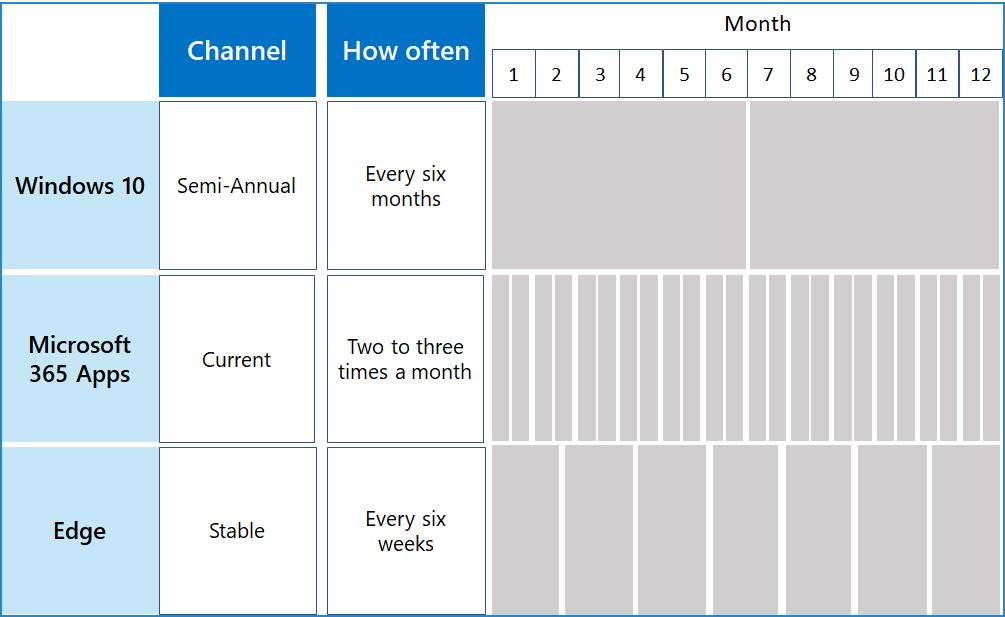 Channel
How often
Month
1 2 3 4 5 6 7 8 9 10 11 12
Windows 10
Semi-Annual
Every six
months
Microsoft
365 Apps
Current
Two to three
times a month
Edge
Stable
Every six
weeks